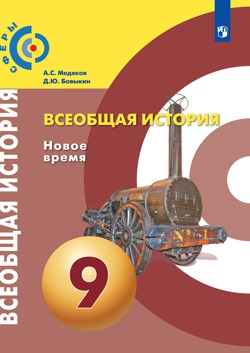 СФЕРЫ
А.С. Медяков
Д.Ю. Бовыкин
ВСЕОБЩАЯ ИСТОРИЯ
Новое
время
ВСЕОБЩАЯ ИСТОРИЯ
9